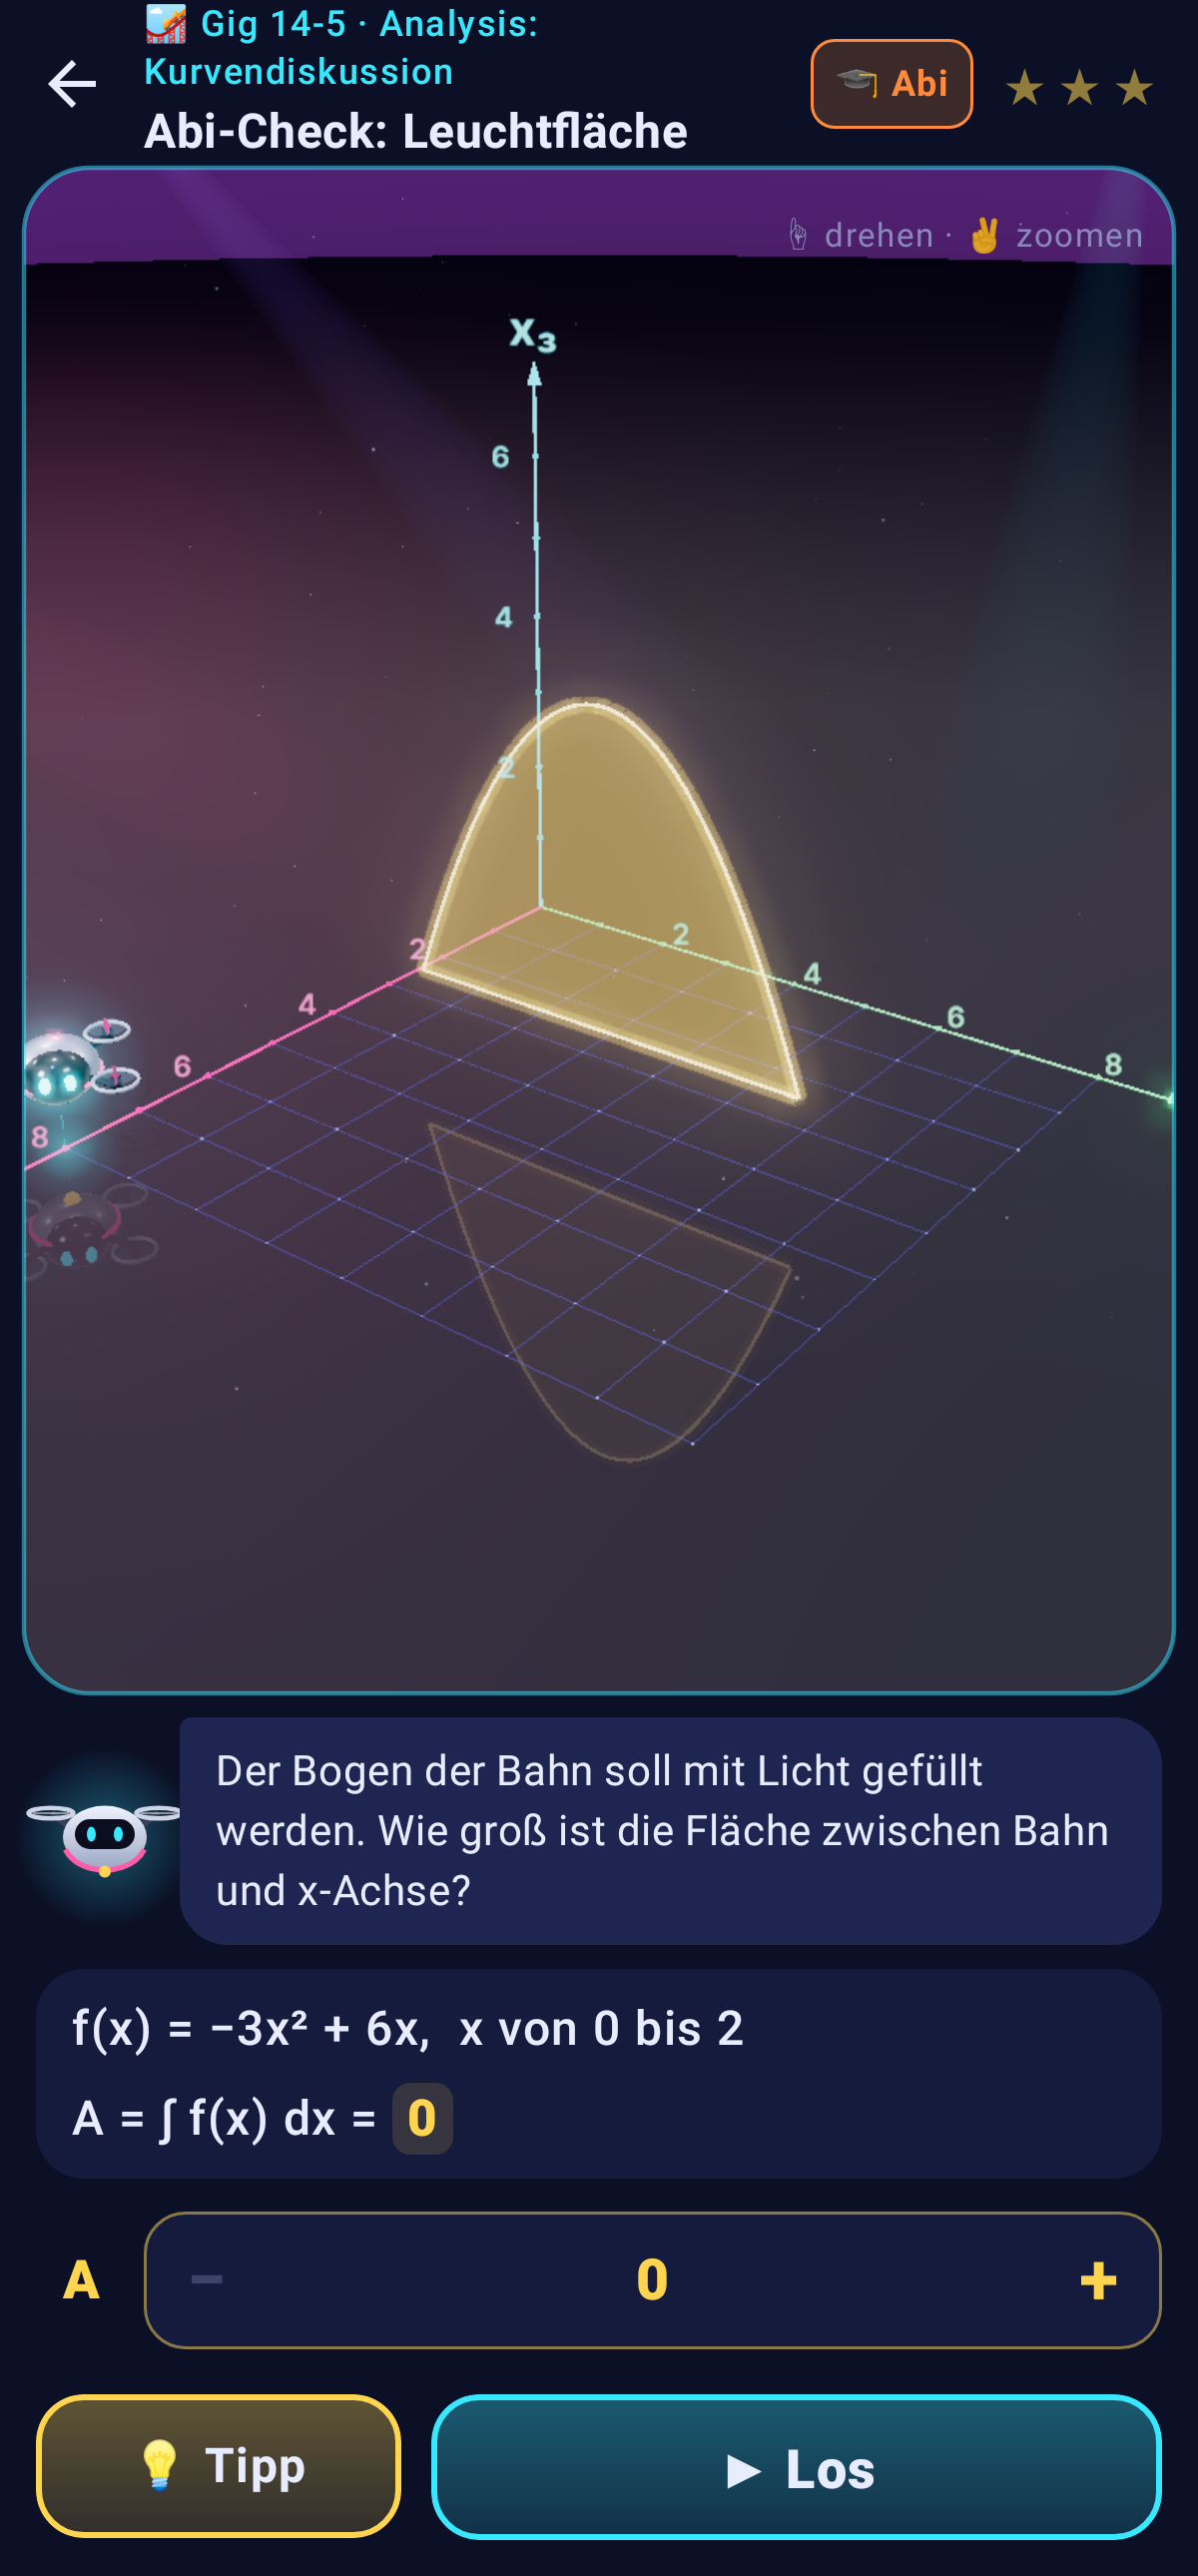 🎢 Gig 14-5 · Analysis:
Kurvendiskussion
Abi-Check: Leuchtfläche
🎓 Abi
★ ★ ★
☝ drehen · ✌ zoomen
x₃
6
4
2
2
4
6
8
2
4
6
8
Der Bogen der Bahn soll mit Licht gefüllt
werden. Wie groß ist die Fläche zwischen Bahn
und x-Achse?
f(x) = −3x² + 6x, x von 0 bis 2
A = ∫ f(x) dx = 0
A − 0 +
💡 Tipp
▶ Los